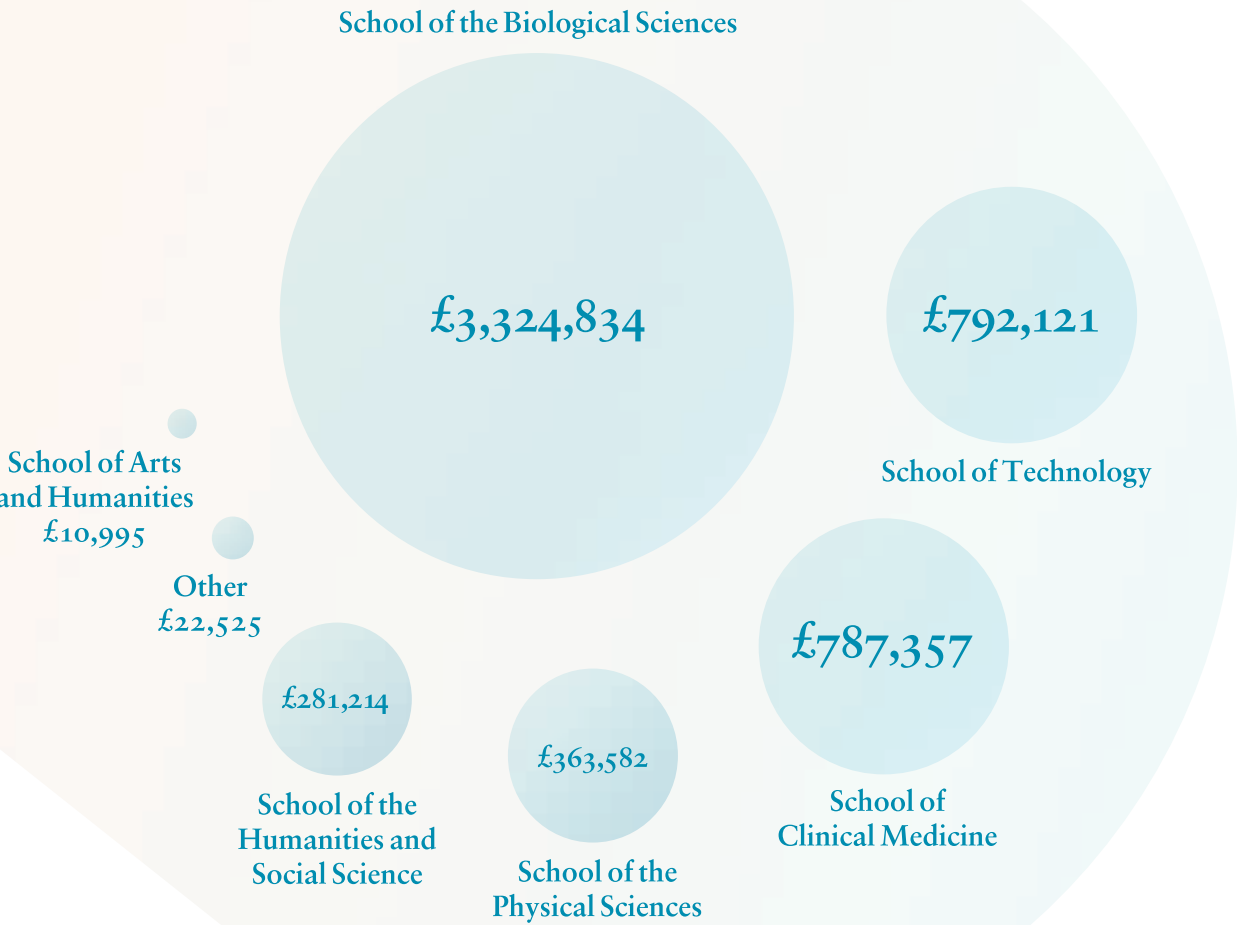 School of the Biological Sciences
£3,324,834
£792,121
School of Technology
School of Arts
and Humanities
£10,995
Other
£22,525
£281,214
School of the
Humanities and
Social Science
£363,582
School of the
Physical Sciences
£787,357
School of
Clinical Medicine